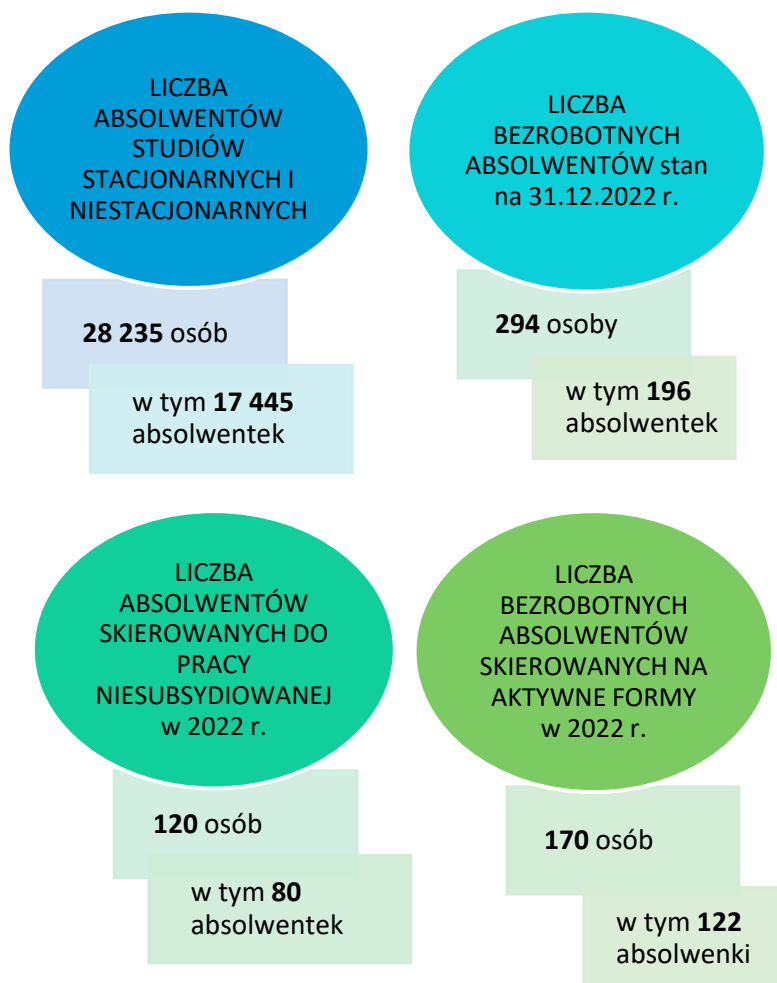 LICZBA
ABSOLWENTÓW
STUDIÓW
STACJONARNYCH I
NIESTACJONARNYCH
28 235 osób
w tym 17 445
absolwentek
LICZBA
BEZROBOTNYCH
ABSOLWENTÓW stan
na 31.12.2022 r.
294 osoby
w tym 196
absolwentek
LICZBA
ABSOLWENTÓW
SKIEROWANYCH DO
PRACY
NIESUBSYDIOWANEJ
w 2022 r.
120 osób
w tym 80
absolwentek
LICZBA
BEZROBOTNYCH
ABSOLWENTÓW
SKIEROWANYCH NA
AKTYWNE FORMY
w 2022 r.
170 osób
w tym 122
absolwenki